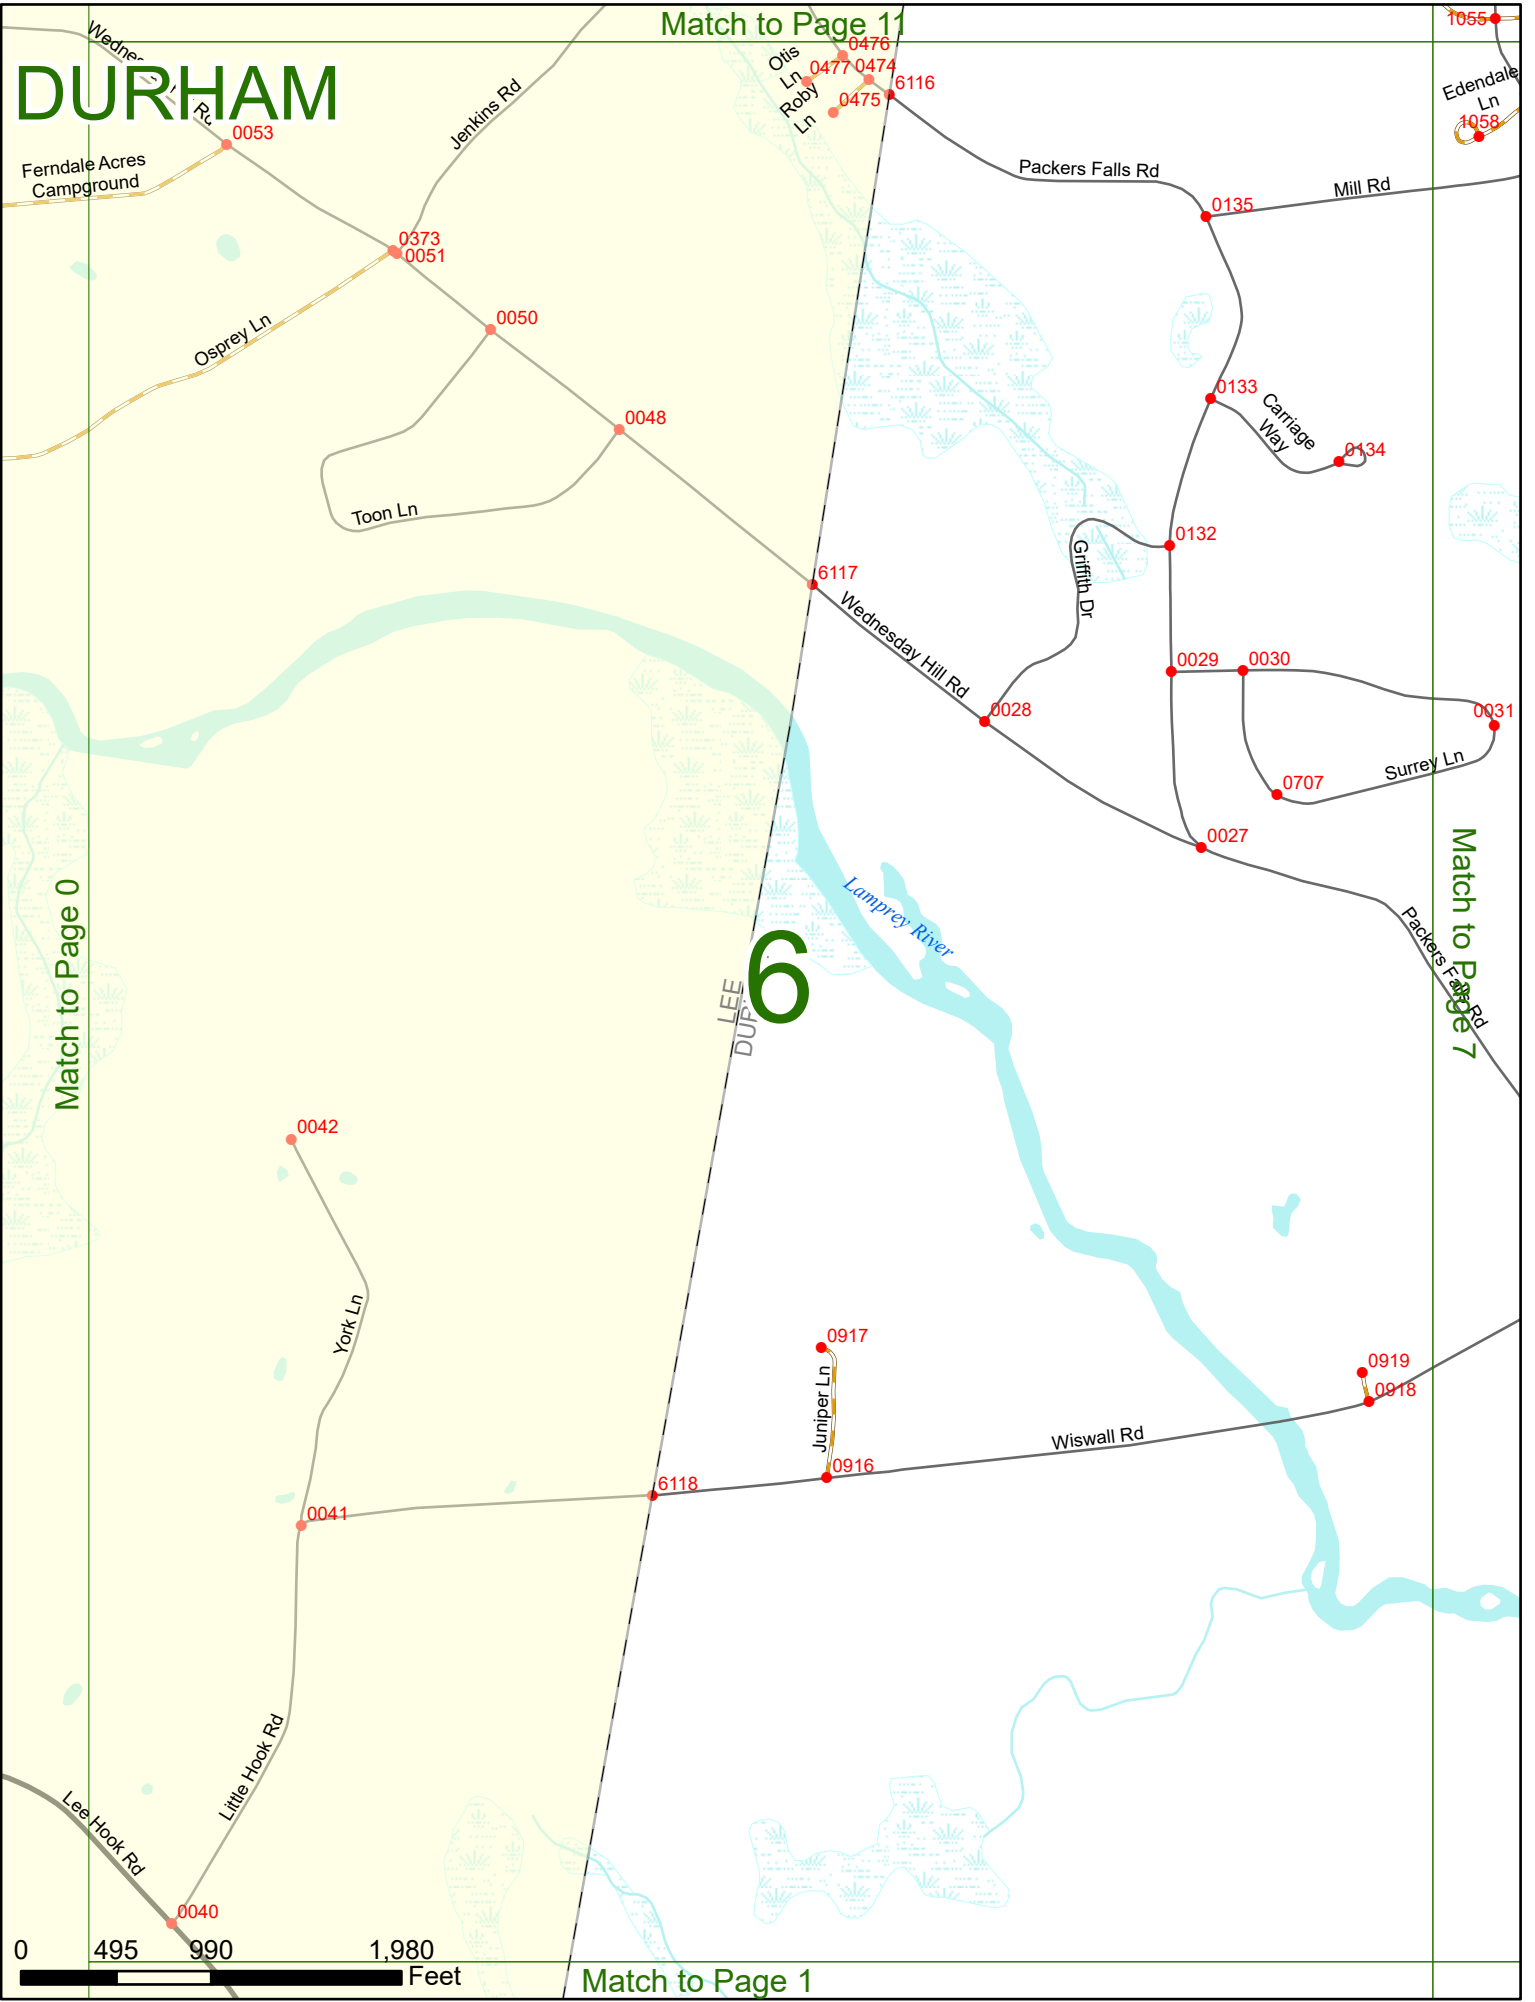 Match to Page 11
DURHAM
Jenkins Rd
0053
Ferndale Acres
Campground
0373
0051
Osprey Ln
0050
0048
Toon Ln
Otis
Ln
0476
0477
0474
Roby
Ln
0475
6116
1055
Edendale
Ln
1058
Packers Falls Rd
0135
Mill Rd
0133
Carriage
Way
0134
0132
Griffith Dr
6117
Wednesday Hill Rd
0028
0029
0030
0031
0707
Surrey Ln
0027
Packers Falls Rd
Match to Page 7
Match to Page 0
Lamprey River
LEE
6
0042
York Ln
0917
Juniper Ln
0919
0918
0916
Wiswall Rd
6118
0041
Little Hook Rd
Lee Hook Rd
0040
0 495 990 1,980
Feet
Match to Page 1